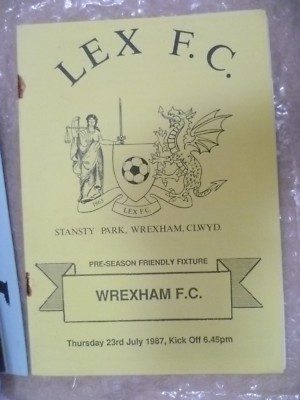 LEX F.C.
1965
LEX F.C.
STANSTY PARK, WREXHAM, CLWYD.
PRE-SEASON FRIENDLY FIXTURE
WREXHAM F.C.
Thursday 23rd July 1987, Kick Off 6.45pm